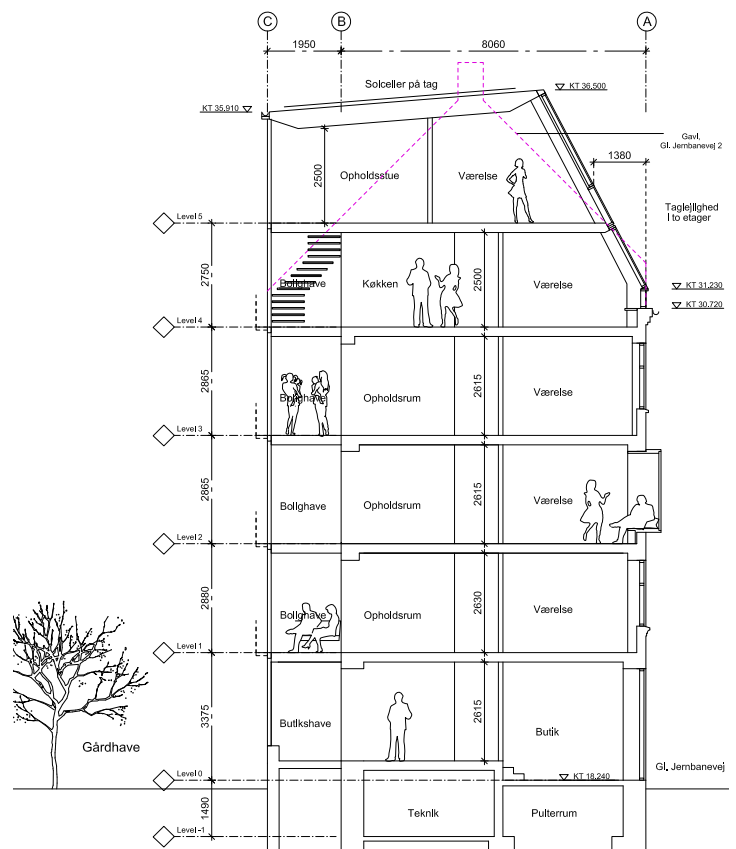 C
B
A
1950
8060
Solceller på tag
KT 36,500
KT 35,910
Gavl,
Gl. Jernbanevej 2
1380
2500
Opholdsstue
Værelse
Taglejlighed
I to etager
Level 5
2750
Bolighave
Køkken
2500
Værelse
KT 31.230
KT 30.720
Level 4
2865
Bolighave
Opholdsrum
2615
Værelse
Level 3
2865
Bolighave
Opholdsrum
2615
Værelse
Level 2
2880
Bolighave
Opholdsrum
2630
Værelse
Level 1
3375
Butikshave
2615
Butik
Gårdhave
Gl. Jernbanevej
Level 0
KT 18.240
1490
Teknik
Pulterrum
Level -1